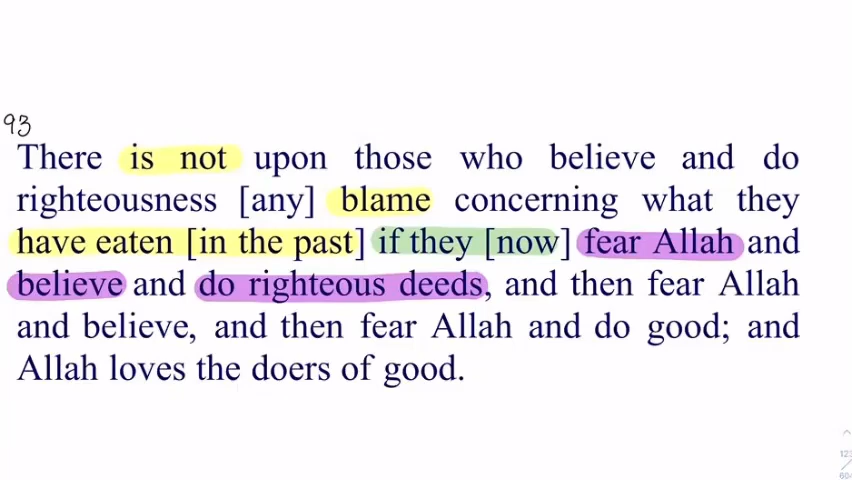 93
There is not upon those who believe and do
righteousness [any] blame concerning what they
have eaten [in the past] if they [now] fear Allah and
believe and do righteous deeds, and then fear Allah
and believe, and then fear Allah and do good; and
Allah loves the doers of good.